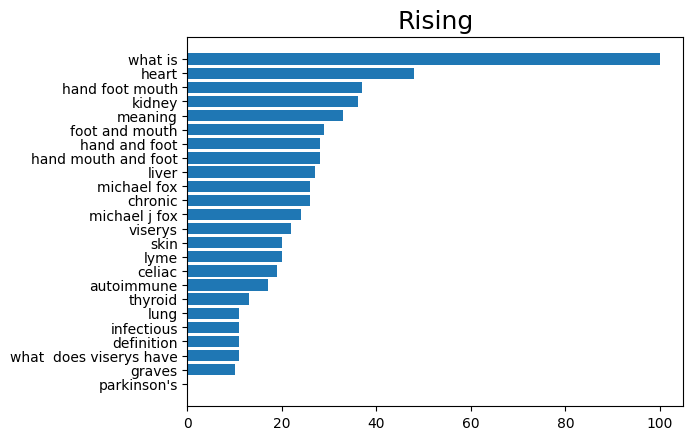 Rising
what is
heart
hand foot mouth
kidney
meaning
foot and mouth
hand and foot
hand mouth and foot
liver
michael fox
chronic
michael j fox
viserys
skin
lyme
celiac
autoimmune
thyroid
lung
infectious
definition
what  does viserys have
graves
parkinson's
0 20 40 60 80 100